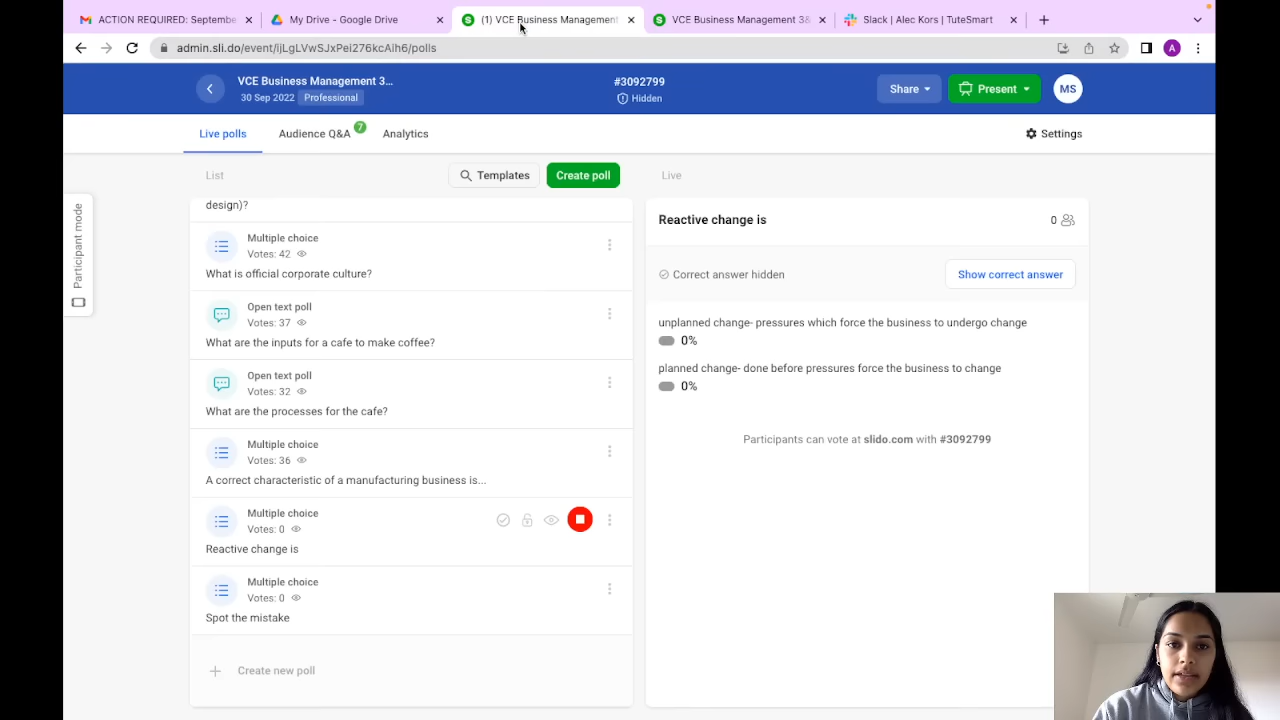 ACTION REQUIRED: Septembe
My Drive - Google Drive
(1) VCE Business Management
VCE Business Management 3&
Slack | Alec Kors | TuteSmart
admin.sli.do/event/ijLgLVwSJxPei276kcAih6/polls
A
VCE Business Management 3...
30 Sep 2022 Professional
#3092799
Hidden
Share
Present
MS
Live polls
Audience Q&A 7
Analytics
Settings
Participant mode
List
Templates
Create poll
design)?
Multiple choice
Votes: 42
What is official corporate culture?
Open text poll
Votes: 37
What are the inputs for a cafe to make coffee?
Open text poll
Votes: 32
What are the processes for the cafe?
Multiple choice
Votes: 36
A correct characteristic of a manufacturing business is...
Multiple choice
Votes: 0
Reactive change is
Multiple choice
Votes: 0
Spot the mistake
Create new poll
Live
Reactive change is
0
Correct answer hidden
Show correct answer
unplanned change- pressures which force the business to undergo change
0%
planned change- done before pressures force the business to change
0%
Participants can vote at slido.com with #3092799